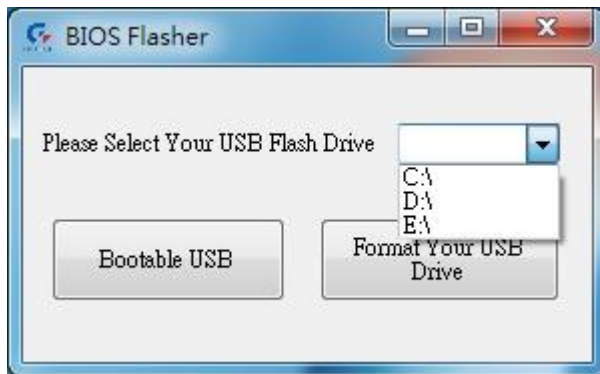 BIOS Flasher
Please Select Your USB Flash Drive
C:\
D:\
E:\
Bootable USB
Format Your USB
Drive